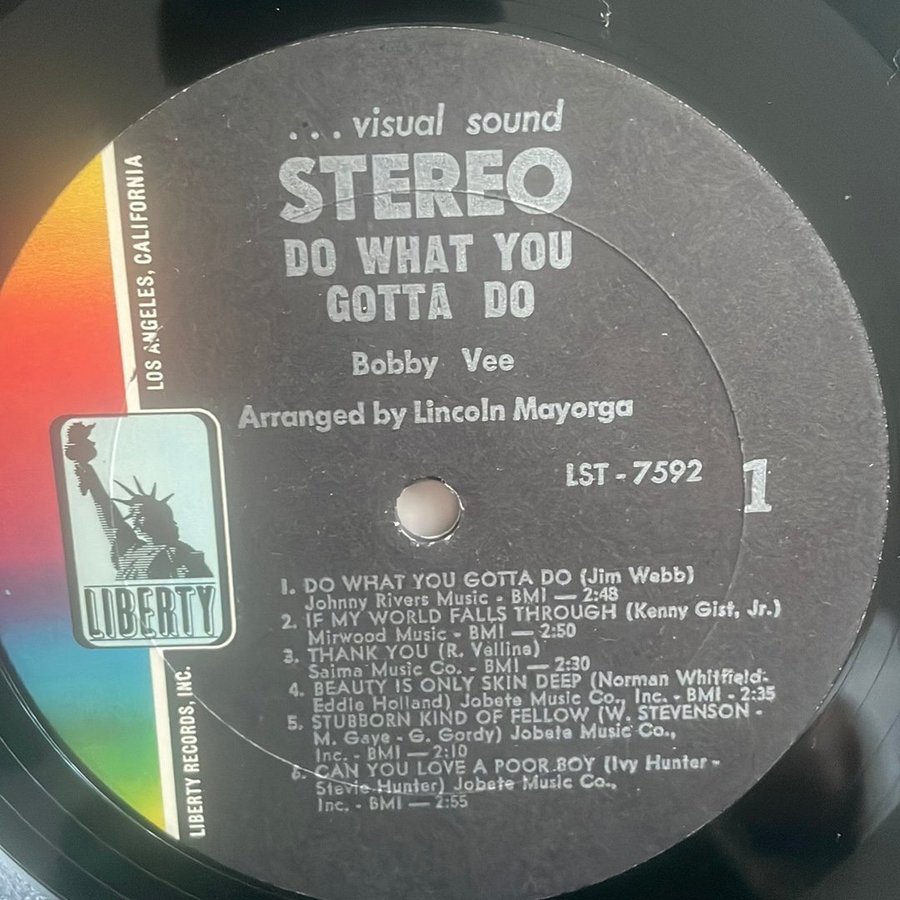 ...visual sound
STEREO
DO WHAT YOU
GOTTA DO
Bobby Vee
Arranged by Lincoln Mayorga
LST-7592
1
1. DO WHAT YOU GOTTA DO (Jim Webb)
Johnny Rivers Music - BMI — 2:48
2. IF MY WORLD FALLS THROUGH (Kenny Gist, Jr.)
Mirwood Music - BMI — 2:50
3. THANK YOU (R. Velline)
Saima Music Co. - BMI — 2:30
4. BEAUTY IS ONLY SKIN DEEP (Norman Whitfield-
Eddie Holland) Jobete Music Co., Inc. - BMI - 2:35
5. STUBBORN KIND OF FELLOW (W. STEVENSON -
M. Gaye - G. Gordy) Jobete Music Co.,
Inc. - BMI — 2:10
6. CAN YOU LOVE A POOR BOY (Ivy Hunter -
Stevie Hunter) Jobete Music Co.,
Inc. - BMI — 2:55
LIBERTY
LIBERTY RECORDS, INC.
LOS ANGELES, CALIFORNIA